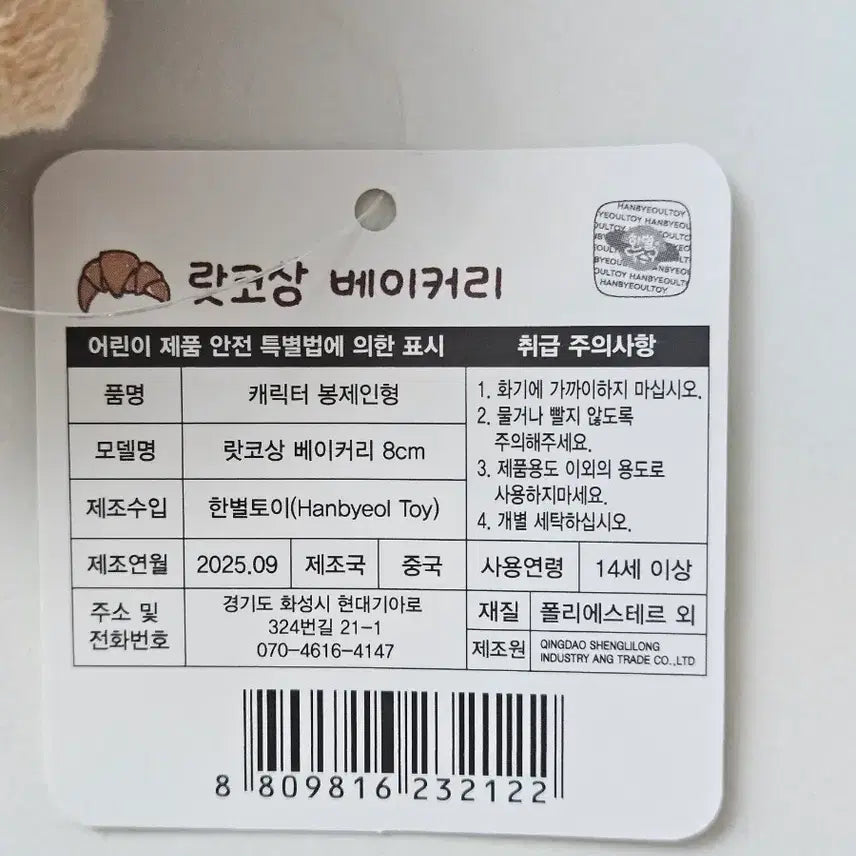 HANBYEOULTOY
YEOULTOY HANBYEOU
한별
HANBYEOULTOY HANBYEOU
HANBYEOULTOY
랏코상 베이커리
어린이 제품 안전 특별법에 의한 표시
취급 주의사항
품명 캐릭터 봉제인형
모델명 랏코상 베이커리 8cm
제조수입 한별토이(Hanbyeol Toy)
1. 화기에 가까이하지 마십시오.
2. 물거나 빨지 않도록
주의해주세요.
3. 제품용도 이외의 용도로
사용하지마세요.
4. 개별 세탁하십시오.
제조연월 2025.09 제조국 중국
사용연령 14세 이상
주소 및
전화번호
경기도 화성시 현대기아로
324번길 21-1
070-4616-4147
재질 폴리에스테르 외
제조원 QINGDAO SHENGLILONG
INDUSTRY ANG TRADE CO.,LTD
8 809816 232122